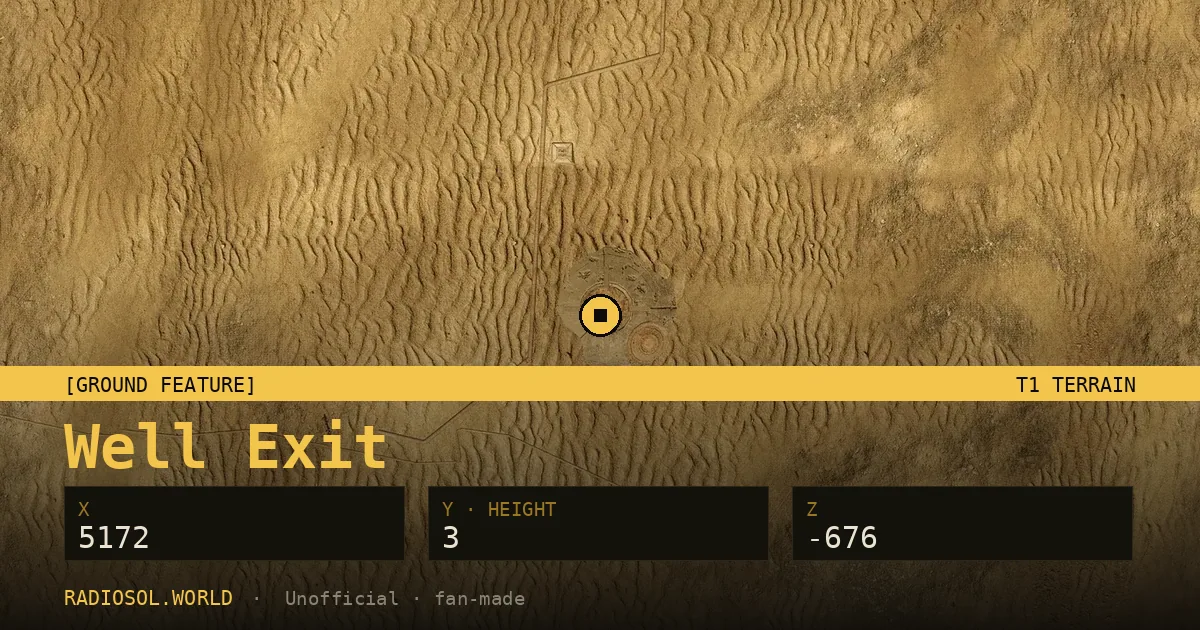 [GROUND FEATURE] T1 TERRAIN
Well Exit
X Y · HEIGHT Z
5172 3 -676
RADIOSOL.WORLD · Unofficial · fan-made